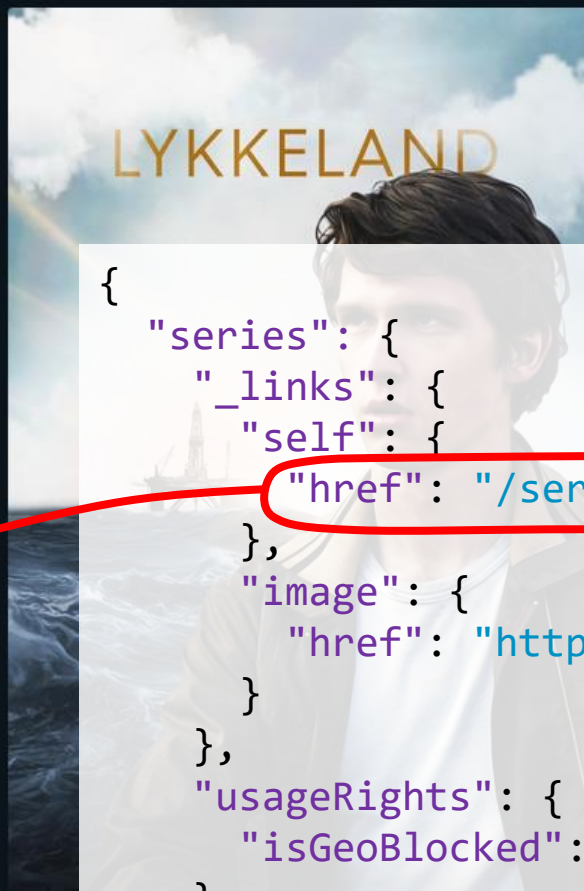 LYKKELAND
{
"series": {
"_links": {
"self": {
"href": "/ser
},
"image": {
"href": "http
}
},
"usageRights": {
"isGeoBlocked":
}